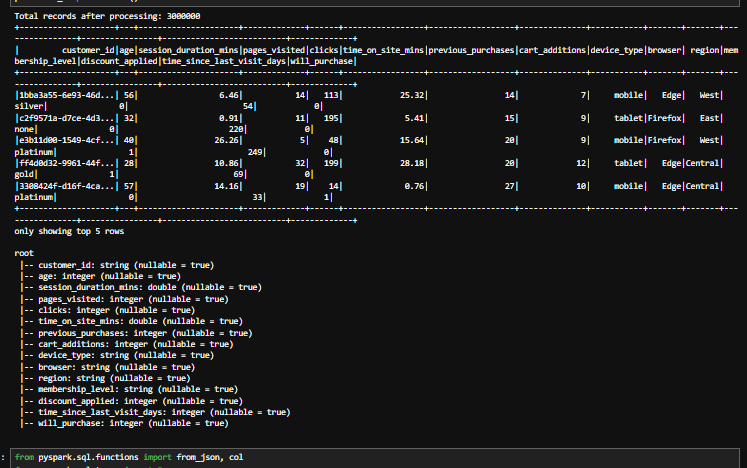 Total records after processing: 3000000
+--------------------+---+---------------------+-------------+------+-----------------+------------------+--------------+-----------+-------+-------+---
-------------+----------------+-------------------------+-------------+
|         customer_id|age|session_duration_mins|pages_visited|clicks|time_on_site_mins|previous_purchases|cart_additions|device_type|browser| region|mem
bership_level|discount_applied|time_since_last_visit_days|will_purchase|
+--------------------+---+---------------------+-------------+------+-----------------+------------------+--------------+-----------+-------+-------+---
-------------+----------------+-------------------------+-------------+
|1bba3a55-6e93-46d...| 56|                 6.46|           14|   113|            25.32|                14|             7|     mobile|   Edge|   West|
silver|               0|                        54|            0|
|c2f9571a-d7ce-4d3...| 32|                 0.91|           11|   195|             5.41|                15|             9|     tablet|Firefox|   East|
none|               0|                       220|            0|
|e3b11d00-1549-4cf...| 40|                26.26|            5|    48|            15.64|                20|             9|     mobile|Firefox|   West|
platinum|               1|                       249|            0|
|ff4d0d32-9961-44f...| 28|                10.86|           32|   199|            28.18|                20|            12|     tablet|   Edge|Central|
gold|               1|                        69|            0|
|3308424f-d16f-4ca...| 57|                14.16|           19|    14|             0.76|                27|            10|     mobile|   Edge|Central|
platinum|               0|                        33|            1|
+--------------------+---+---------------------+-------------+------+-----------------+------------------+--------------+-----------+-------+-------+---
-------------+----------------+-------------------------+-------------+
only showing top 5 rows
root
|-- customer_id: string (nullable = true)
|-- age: integer (nullable = true)
|-- session_duration_mins: double (nullable = true)
|-- pages_visited: integer (nullable = true)
|-- clicks: integer (nullable = true)
|-- time_on_site_mins: double (nullable = true)
|-- previous_purchases: integer (nullable = true)
|-- cart_additions: integer (nullable = true)
|-- device_type: string (nullable = true)
|-- browser: string (nullable = true)
|-- region: string (nullable = true)
|-- membership_level: string (nullable = true)
|-- discount_applied: integer (nullable = true)
|-- time_since_last_visit_days: integer (nullable = true)
|-- will_purchase: integer (nullable = true)
: from pyspark.sql.functions import from_json, col